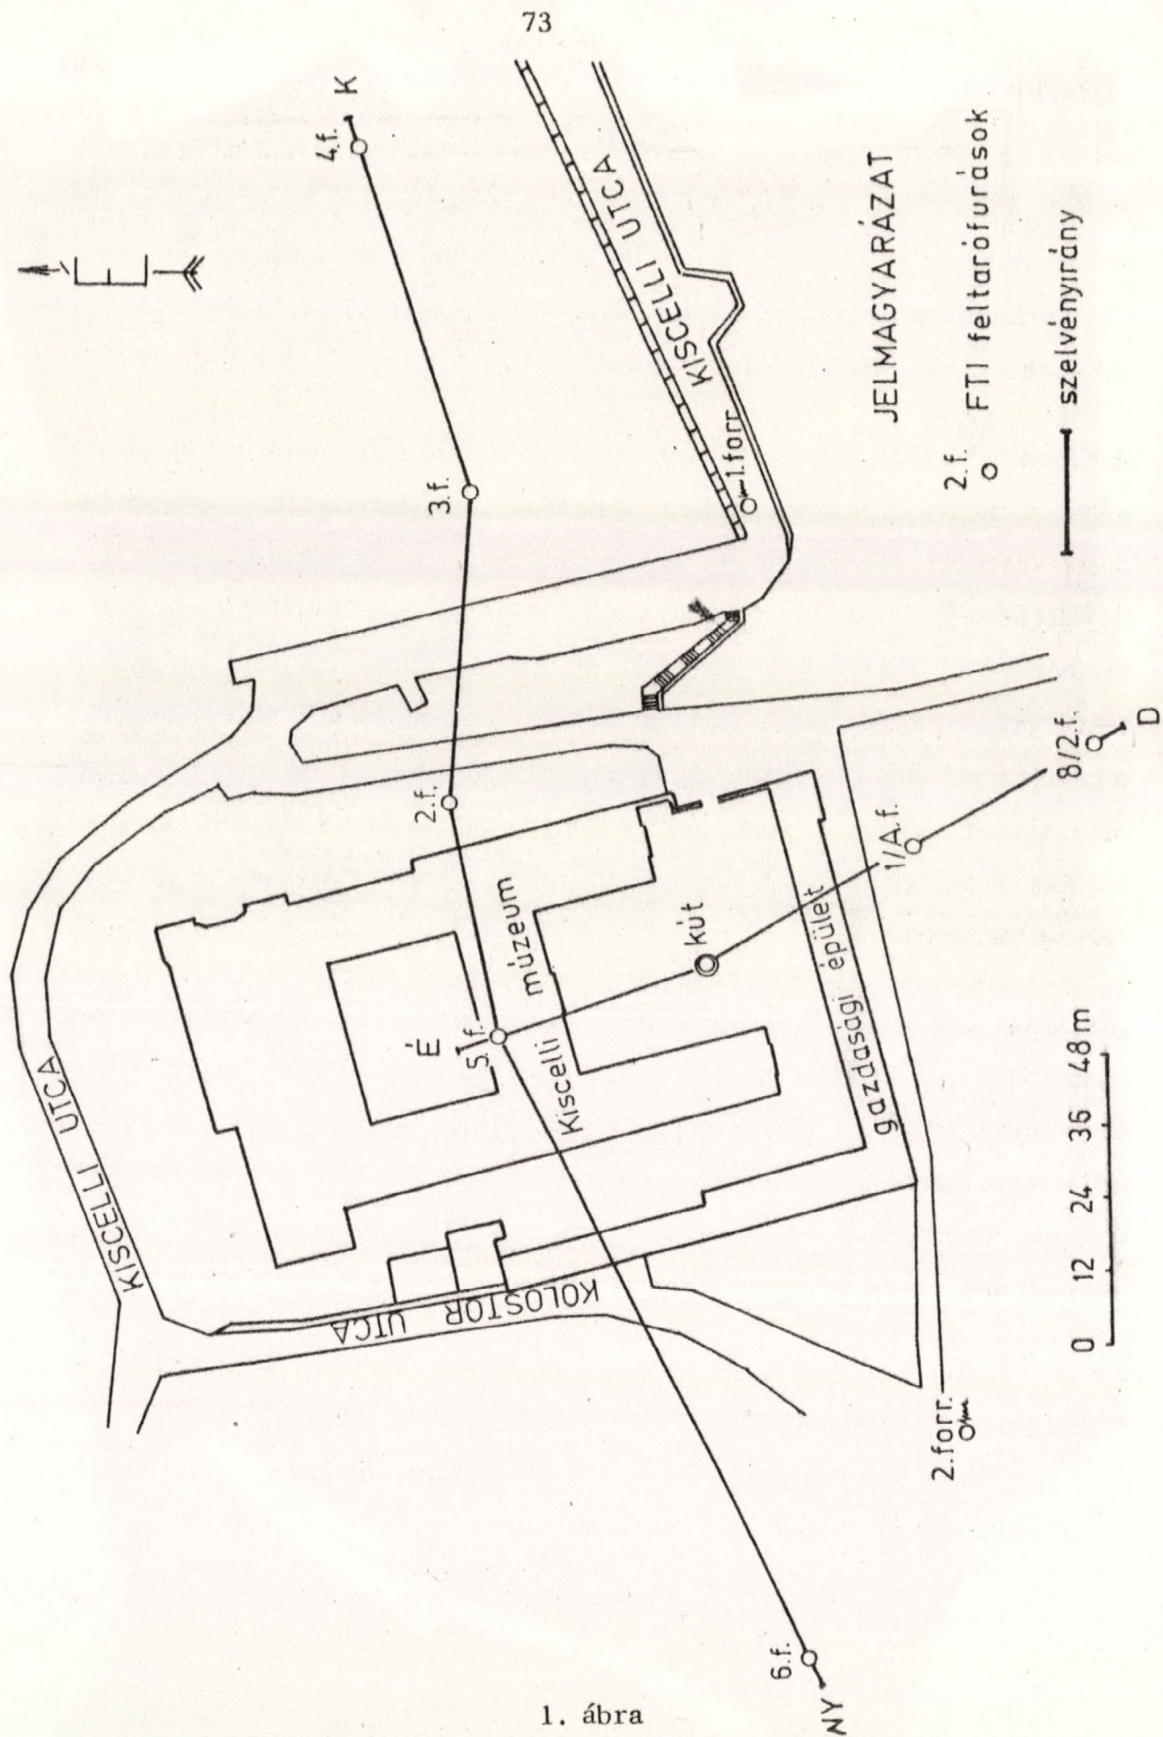 73
K
4.f.
3.f.
KISCELLI UTCA
1.forr.
JELMAGYARÁZAT
2.f.
FTI feltárófurások
szelvényirány
É
2.f.
5.f.
Kiscelli múzeum
kút
1/A.f.
8/2.f.
D
gazdasági épület
KISCELLI UTCA
KOLOSTOR UTCA
0 12 24 36 48 m
2.forr.
6.f.
NY
1. ábra